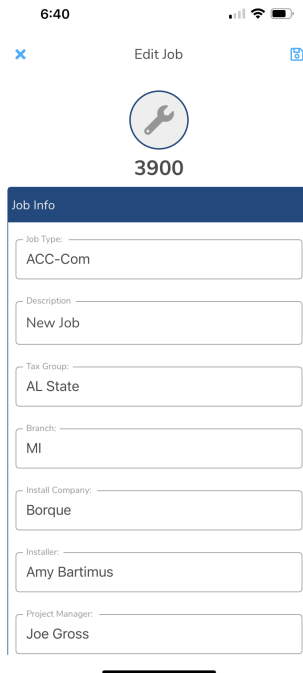 6:40
Edit Job
3900
Job Info
Job Type:
ACC-Com
Description
New Job
Tax Group:
AL State
Branch:
MI
Install Company:
Borque
Installer:
Amy Bartimus
Project Manager:
Joe Gross